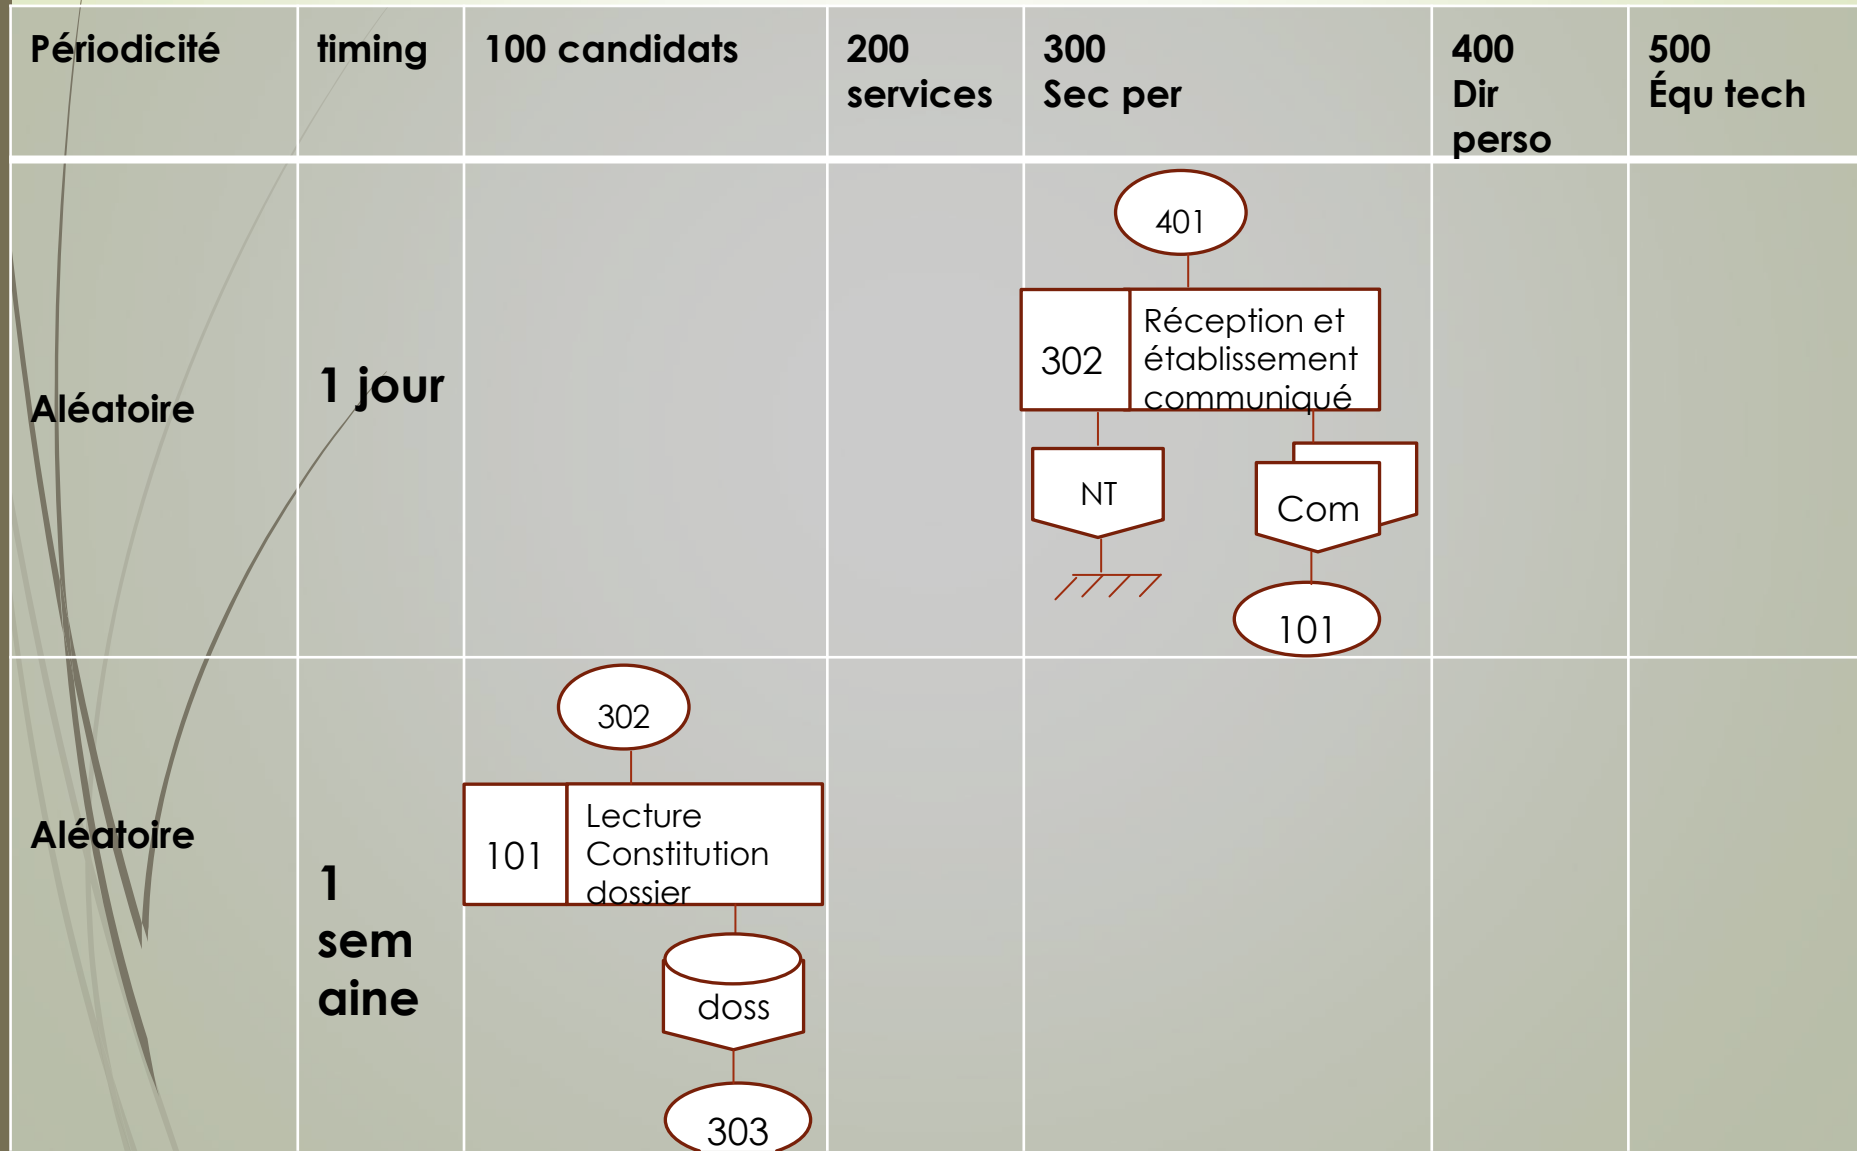 Périodicité
timing
100 candidats
200
services
300
Sec per
400
Dir
perso
500
Équ tech
Aléatoire
1 jour
401
302
Réception et
établissement
communiqué
NT
Com
101
Aléatoire
1
sem
aine
302
101
Lecture
Constitution
dossier
doss
303